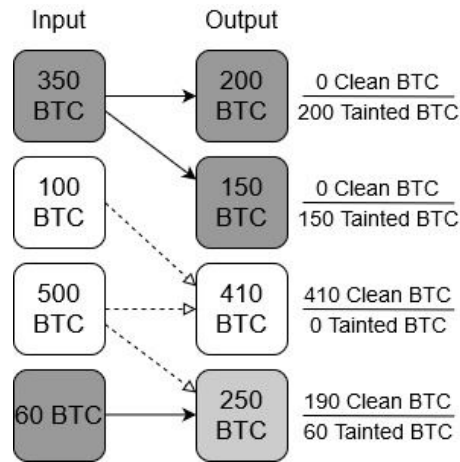 Input Output
350
BTC
200
BTC
0 Clean BTC
200 Tainted BTC
100
BTC
150
BTC
0 Clean BTC
150 Tainted BTC
500
BTC
410
BTC
410 Clean BTC
0 Tainted BTC
60 BTC
250
BTC
190 Clean BTC
60 Tainted BTC